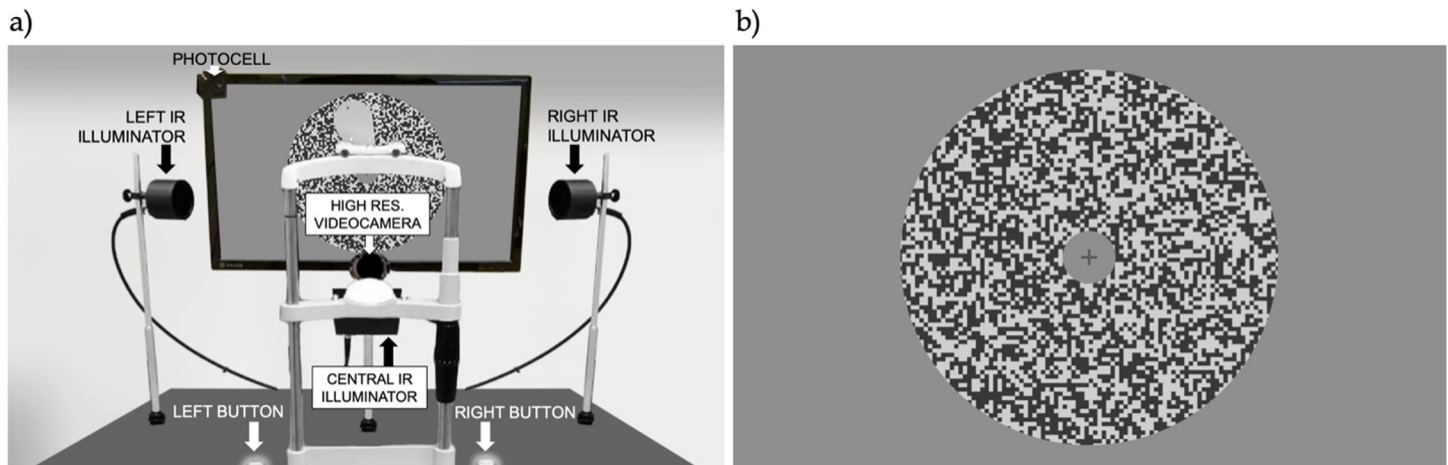 a)
b)
PHOTOCELL
LEFT IR
ILLUMINATOR
RIGHT IR
ILLUMINATOR
HIGH RES.
VIDEOCAMERA
CENTRAL IR
ILLUMINATOR
LEFT BUTTON
RIGHT BUTTON